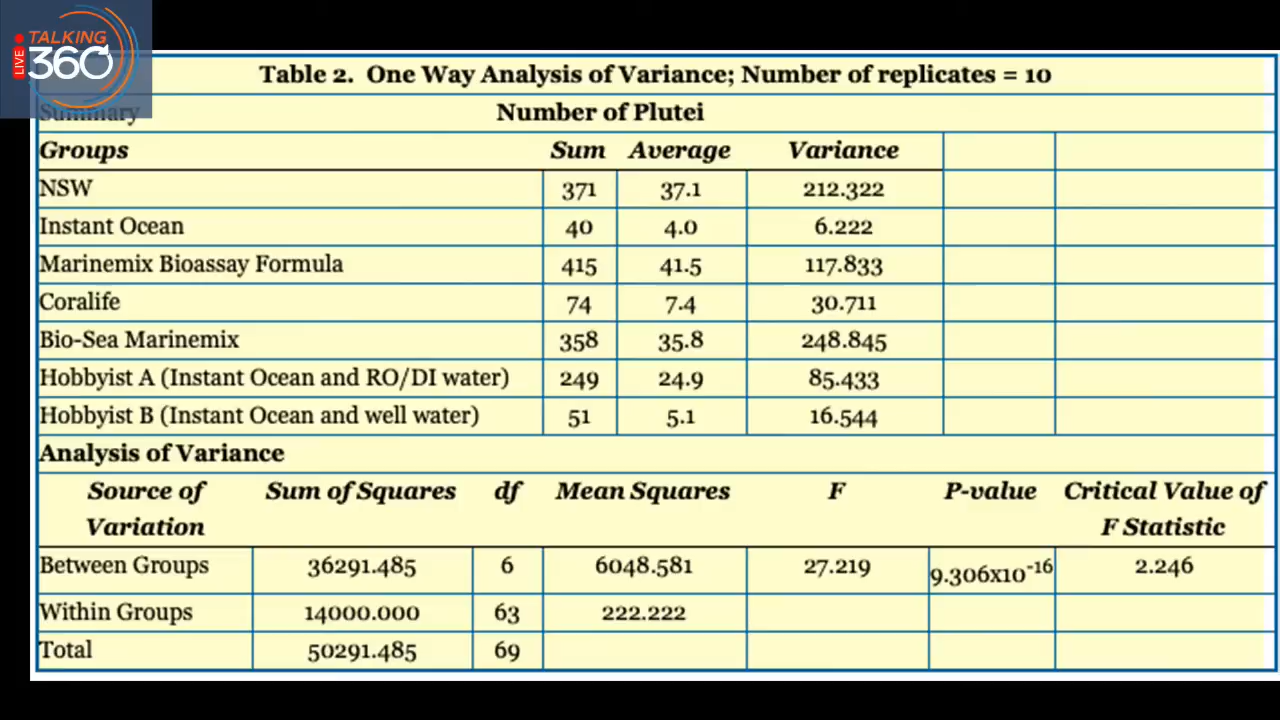 TALKING
LIVE 360
Table 2. One Way Analysis of Variance; Number of replicates = 10
Summary Number of Plutei
Groups Sum Average Variance
NSW 371 37.1 212.322
Instant Ocean 40 4.0 6.222
Marinemix Bioassay Formula 415 41.5 117.833
Coralife 74 7.4 30.711
Bio-Sea Marinemix 358 35.8 248.845
Hobbyist A (Instant Ocean and RO/DI water) 249 24.9 85.433
Hobbyist B (Instant Ocean and well water) 51 5.1 16.544
Analysis of Variance
Source of Sum of Squares df Mean Squares F P-value Critical Value of
Variation F Statistic
Between Groups 36291.485 6 6048.581 27.219 9.306x10⁻¹⁶ 2.246
Within Groups 14000.000 63 222.222
Total 50291.485 69